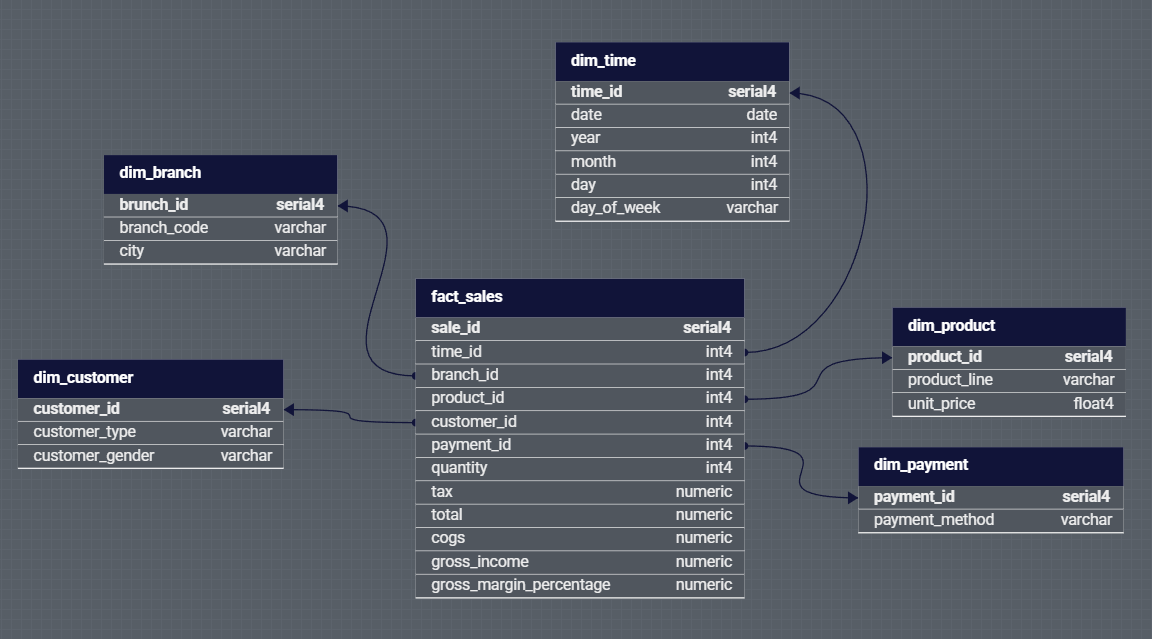 dim_time
time_id serial4
date date
year int4
month int4
day int4
day_of_week varchar
dim_branch
brunch_id serial4
branch_code varchar
city varchar
fact_sales
sale_id serial4
time_id int4
branch_id int4
product_id int4
customer_id int4
payment_id int4
quantity int4
tax numeric
total numeric
cogs numeric
gross_income numeric
gross_margin_percentage numeric
dim_product
product_id serial4
product_line varchar
unit_price float4
dim_customer
customer_id serial4
customer_type varchar
customer_gender varchar
dim_payment
payment_id serial4
payment_method varchar